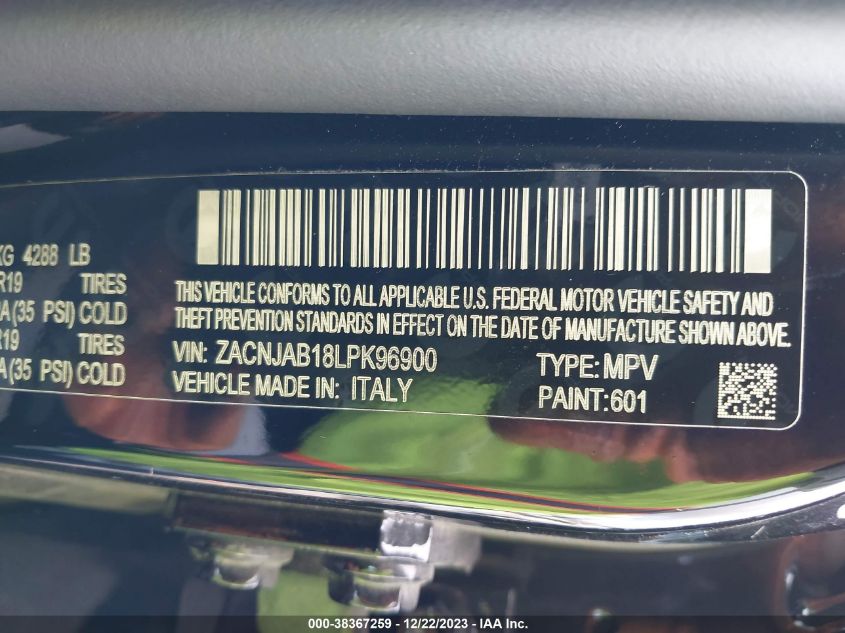 KG 4288 LB
R19 TIRES
A (35 PSI) COLD
R19 TIRES
A (35 PSI) COLD
THIS VEHICLE CONFORMS TO ALL APPLICABLE U.S. FEDERAL MOTOR VEHICLE SAFETY AND
THEFT PREVENTION STANDARDS IN EFFECT ON THE DATE OF MANUFACTURE SHOWN ABOVE.
VIN: ZACNJAB18LPK96900
TYPE: MPV
VEHICLE MADE IN: ITALY
PAINT:601
000-38367259 - 12/22/2023 - IAA Inc.